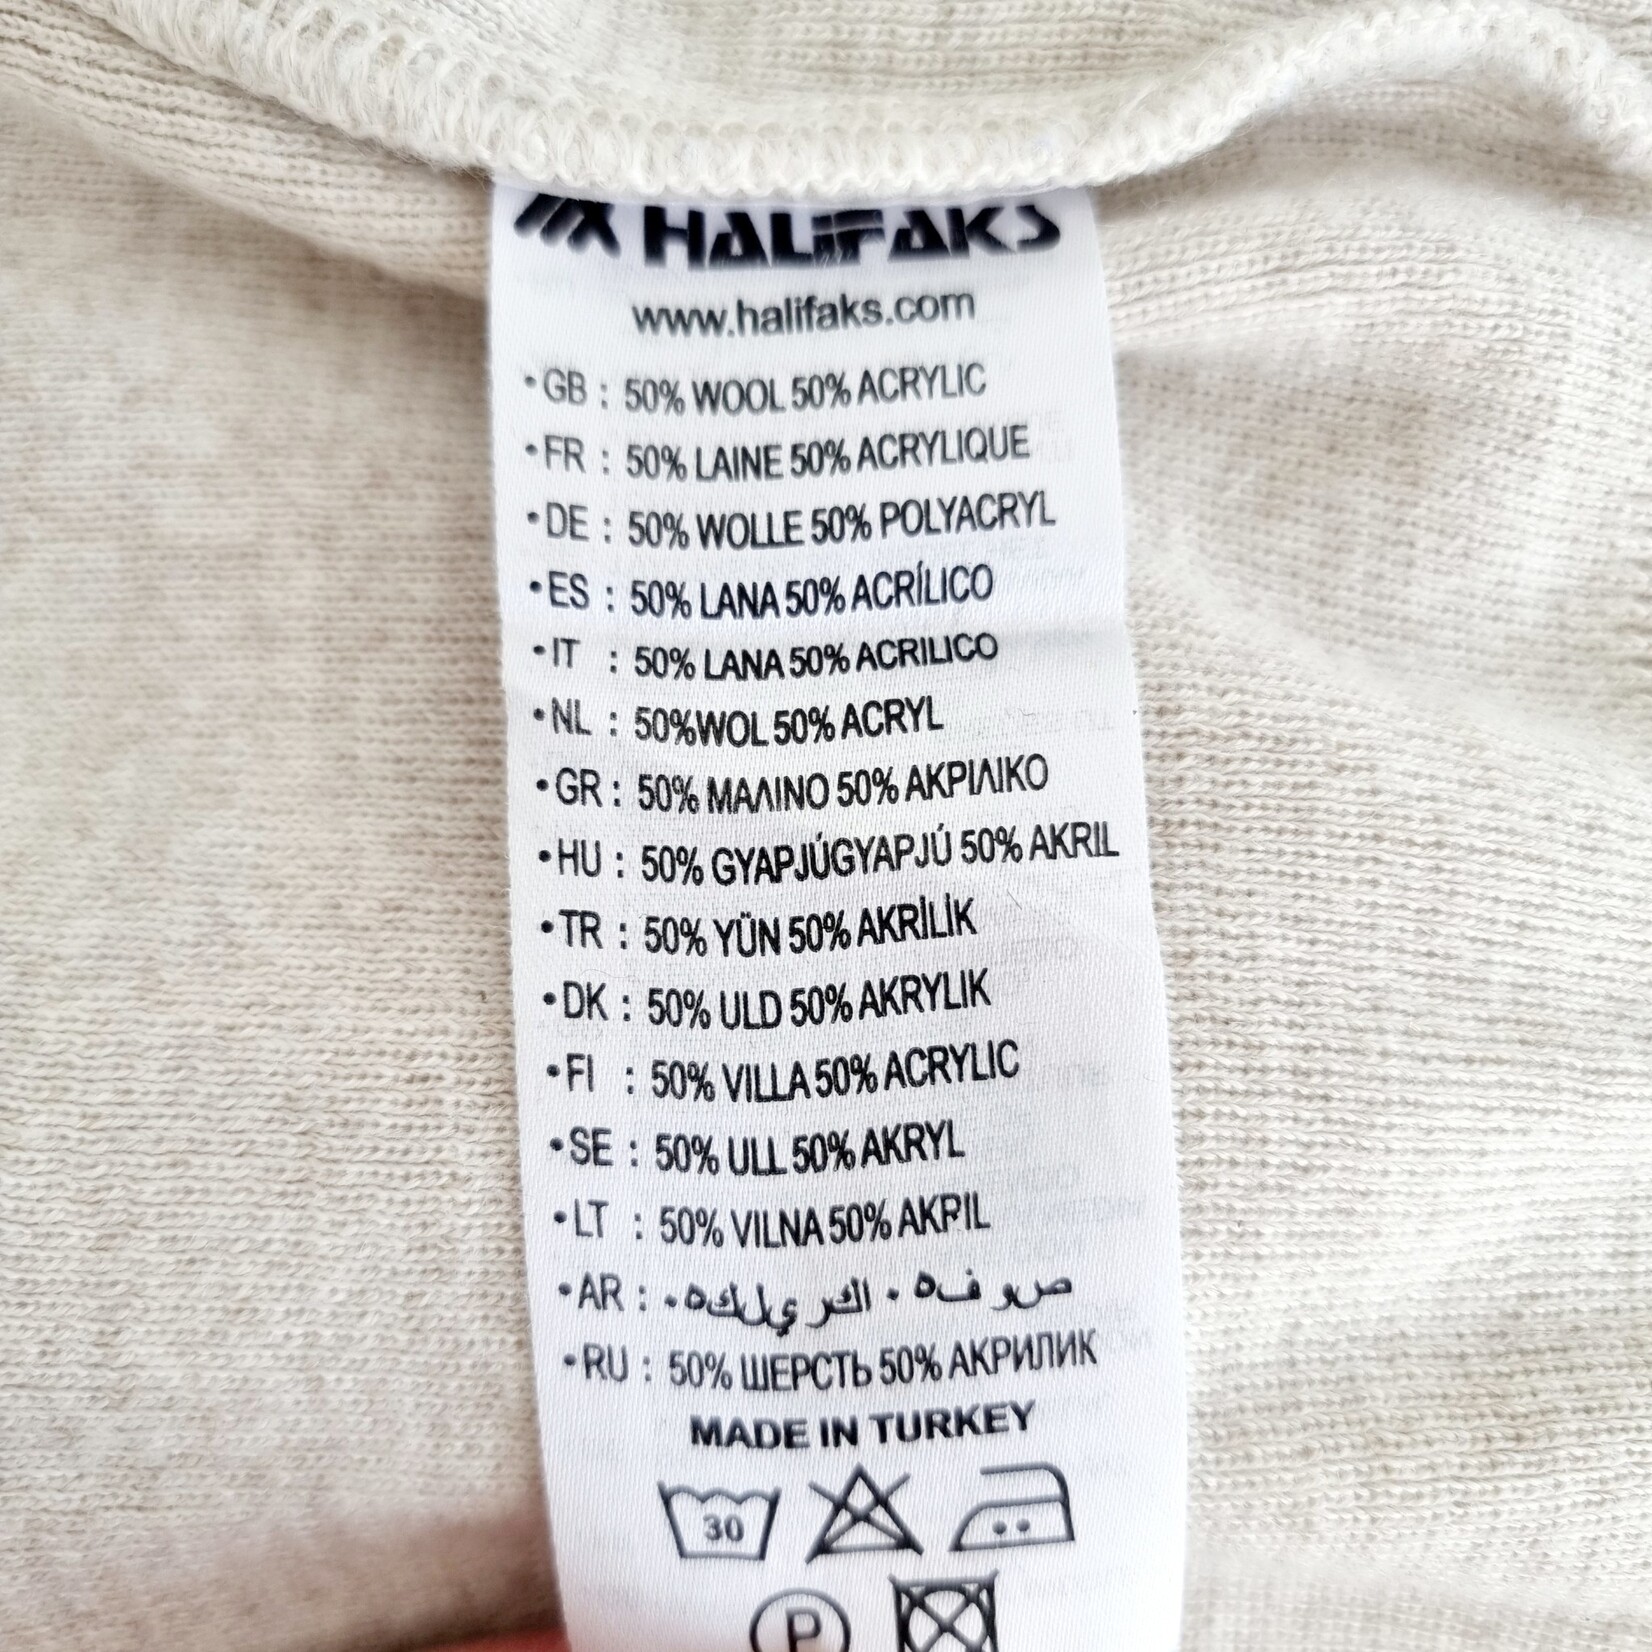 HALIFAKS
www.halifaks.com
•GB : 50% WOOL 50% ACRYLIC
•FR : 50% LAINE 50% ACRYLIQUE
•DE : 50% WOLLE 50% POLYACRYL
•ES : 50% LANA 50% ACRÍLICO
•IT : 50% LANA 50% ACRILICO
•NL : 50%WOL 50% ACRYL
•GR : 50% ΜΑΛΙΝΟ 50% ΑΚΡΙΛΙΚΟ
•HU : 50% GYAPJÚGYAPJÚ 50% AKRIL
•TR : 50% YÜN 50% AKRİLİK
•DK : 50% ULD 50% AKRYLIK
•FI : 50% VILLA 50% ACRYLIC
•SE : 50% ULL 50% AKRYL
•LT : 50% VILNA 50% AKRIL
•AR : صوف ٥٠ اكريليك ٥٠
•RU : 50% ШЕРСТЬ 50% АКРИЛИК
MADE IN TURKEY
30
P